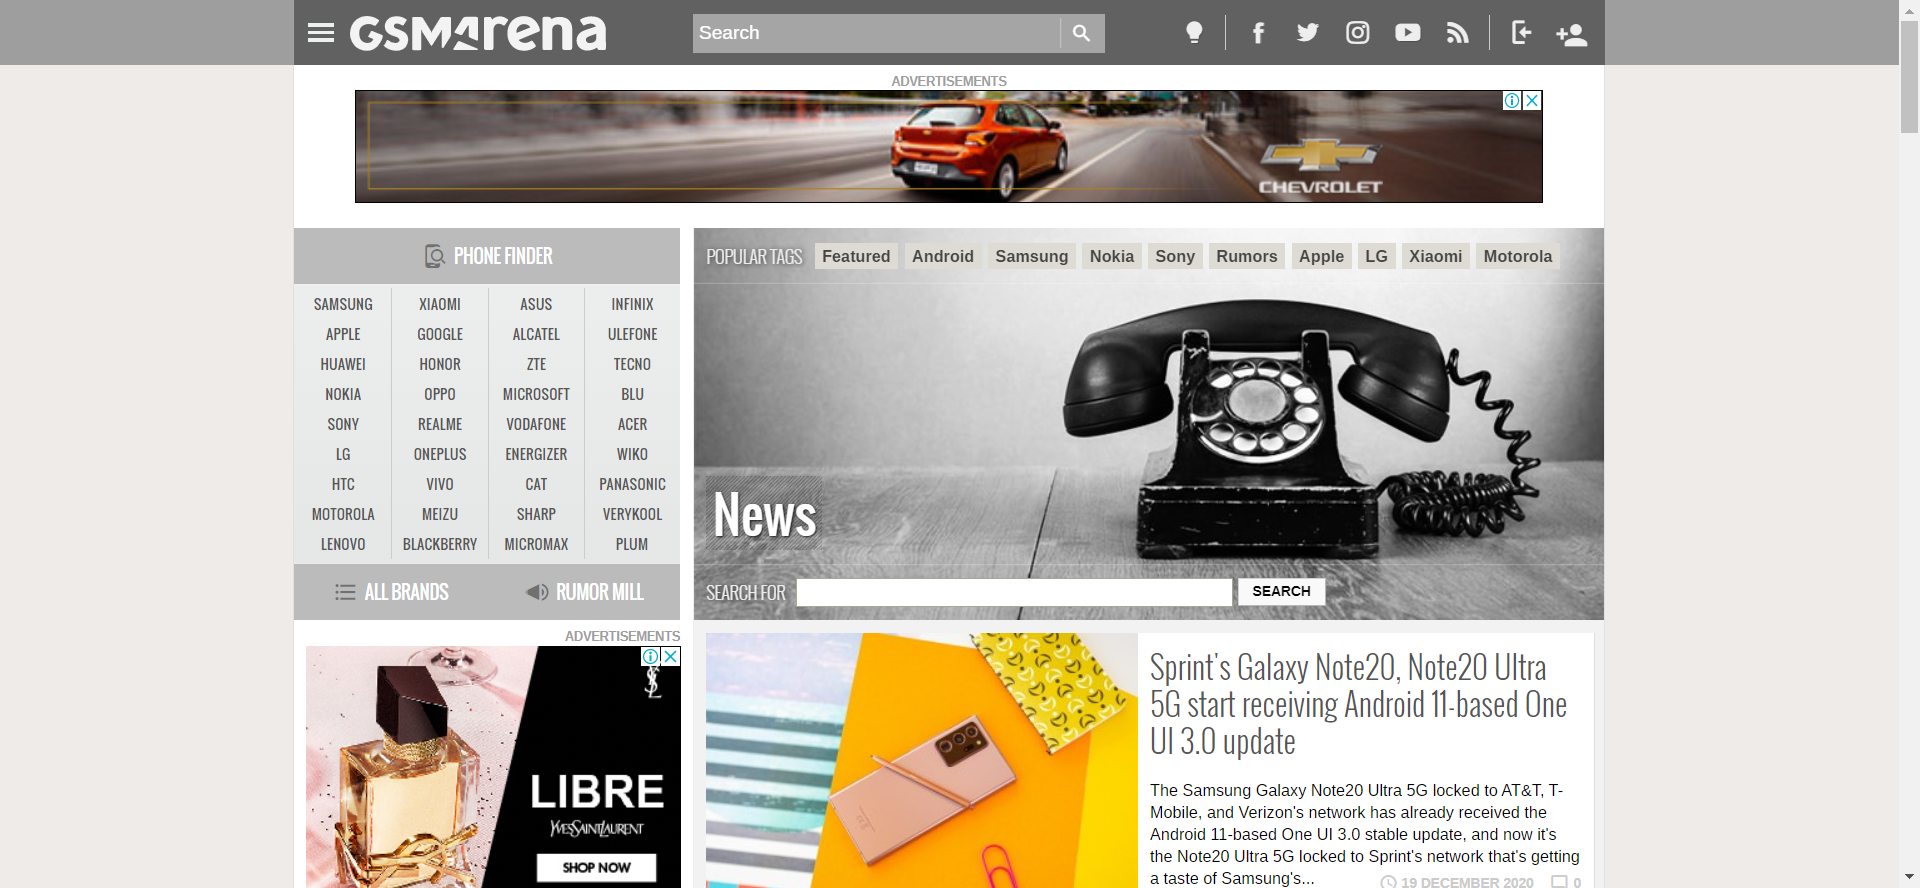 GSMArena
Search
ADVERTISEMENTS
CHEVROLET
PHONE FINDER
SAMSUNG XIAOMI ASUS INFINIX
APPLE GOOGLE ALCATEL ULEFONE
HUAWEI HONOR ZTE TECNO
NOKIA OPPO MICROSOFT BLU
SONY REALME VODAFONE ACER
LG ONEPLUS ENERGIZER WIKO
HTC VIVO CAT PANASONIC
MOTOROLA MEIZU SHARP VERYKOOL
LENOVO BLACKBERRY MICROMAX PLUM
ALL BRANDS RUMOR MILL
ADVERTISEMENTS
YSL
LIBRE
YVESSAINTLAURENT
SHOP NOW
POPULAR TAGS Featured Android Samsung Nokia Sony Rumors Apple LG Xiaomi Motorola
News
SEARCH FOR SEARCH
Sprint's Galaxy Note20, Note20 Ultra
5G start receiving Android 11-based One
UI 3.0 update
The Samsung Galaxy Note20 Ultra 5G locked to AT&T, T-
Mobile, and Verizon's network has already received the
Android 11-based One UI 3.0 stable update, and now it's
the Note20 Ultra 5G locked to Sprint's network that's getting
a taste of Samsung's...
19 DECEMBER 2020 0